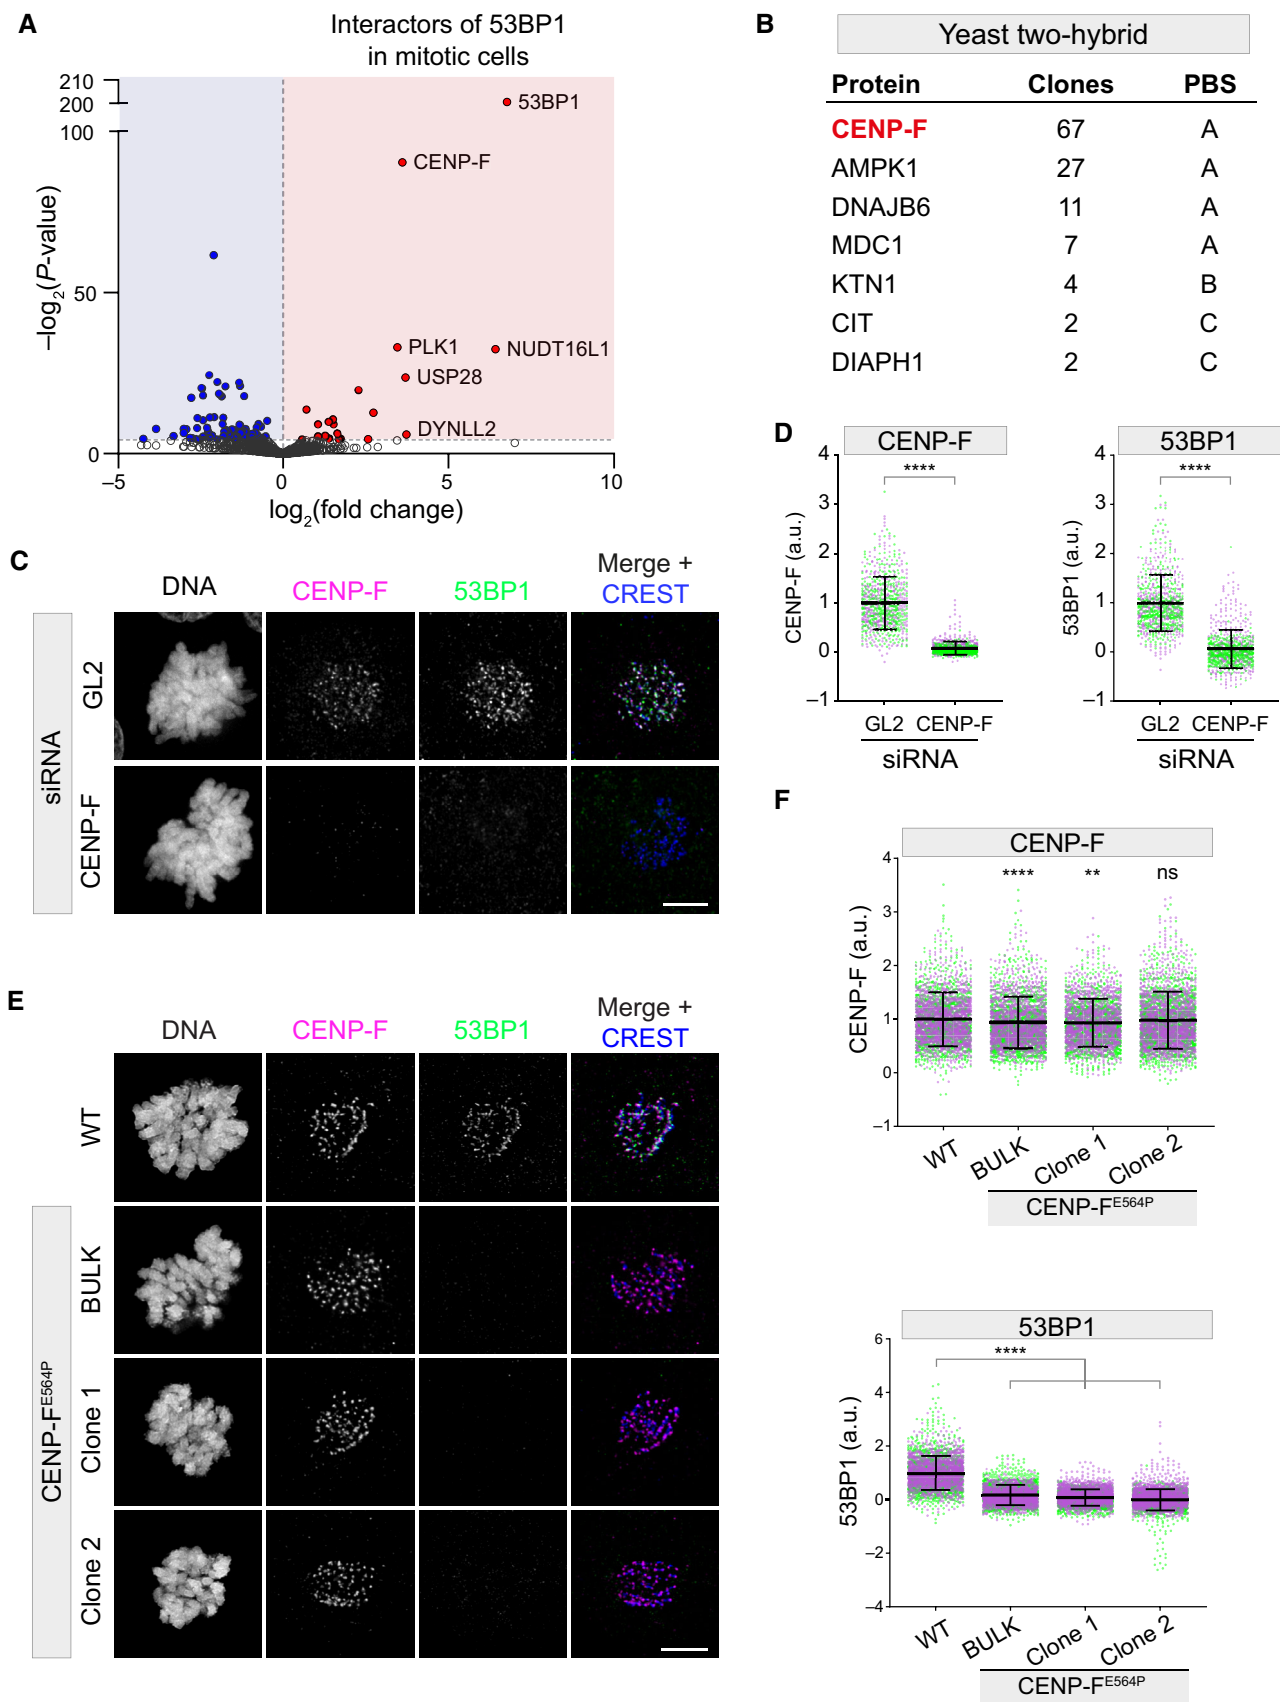 A
Interactors of 53BP1
in mitotic cells
210
200
100
50
0
–log2(P-value)
53BP1
CENP-F
PLK1
NUDT16L1
USP28
DYNLL2
–5
0
5
10
log2(fold change)
B
Yeast two-hybrid
Protein Clones PBS
CENP-F 67 A
AMPK1 27 A
DNAJB6 11 A
MDC1 7 A
KTN1 4 B
CIT 2 C
DIAPH1 2 C
C
DNA
CENP-F
53BP1
Merge +
CREST
siRNA
GL2
CENP-F
D
CENP-F
4
3
2
1
0
–1
CENP-F (a.u.)
****
GL2 CENP-F
siRNA
53BP1
4
3
2
1
0
–1
53BP1 (a.u.)
****
GL2 CENP-F
siRNA
E
DNA
CENP-F
53BP1
Merge +
CREST
WT
CENP-FE564P
BULK
Clone 1
Clone 2
F
CENP-F
4
3
2
1
0
–1
CENP-F (a.u.)
****
**
ns
WT
BULK
Clone 1
Clone 2
CENP-FE564P
53BP1
6
4
2
0
–2
–4
53BP1 (a.u.)
****
WT
BULK
Clone 1
Clone 2
CENP-FE564P